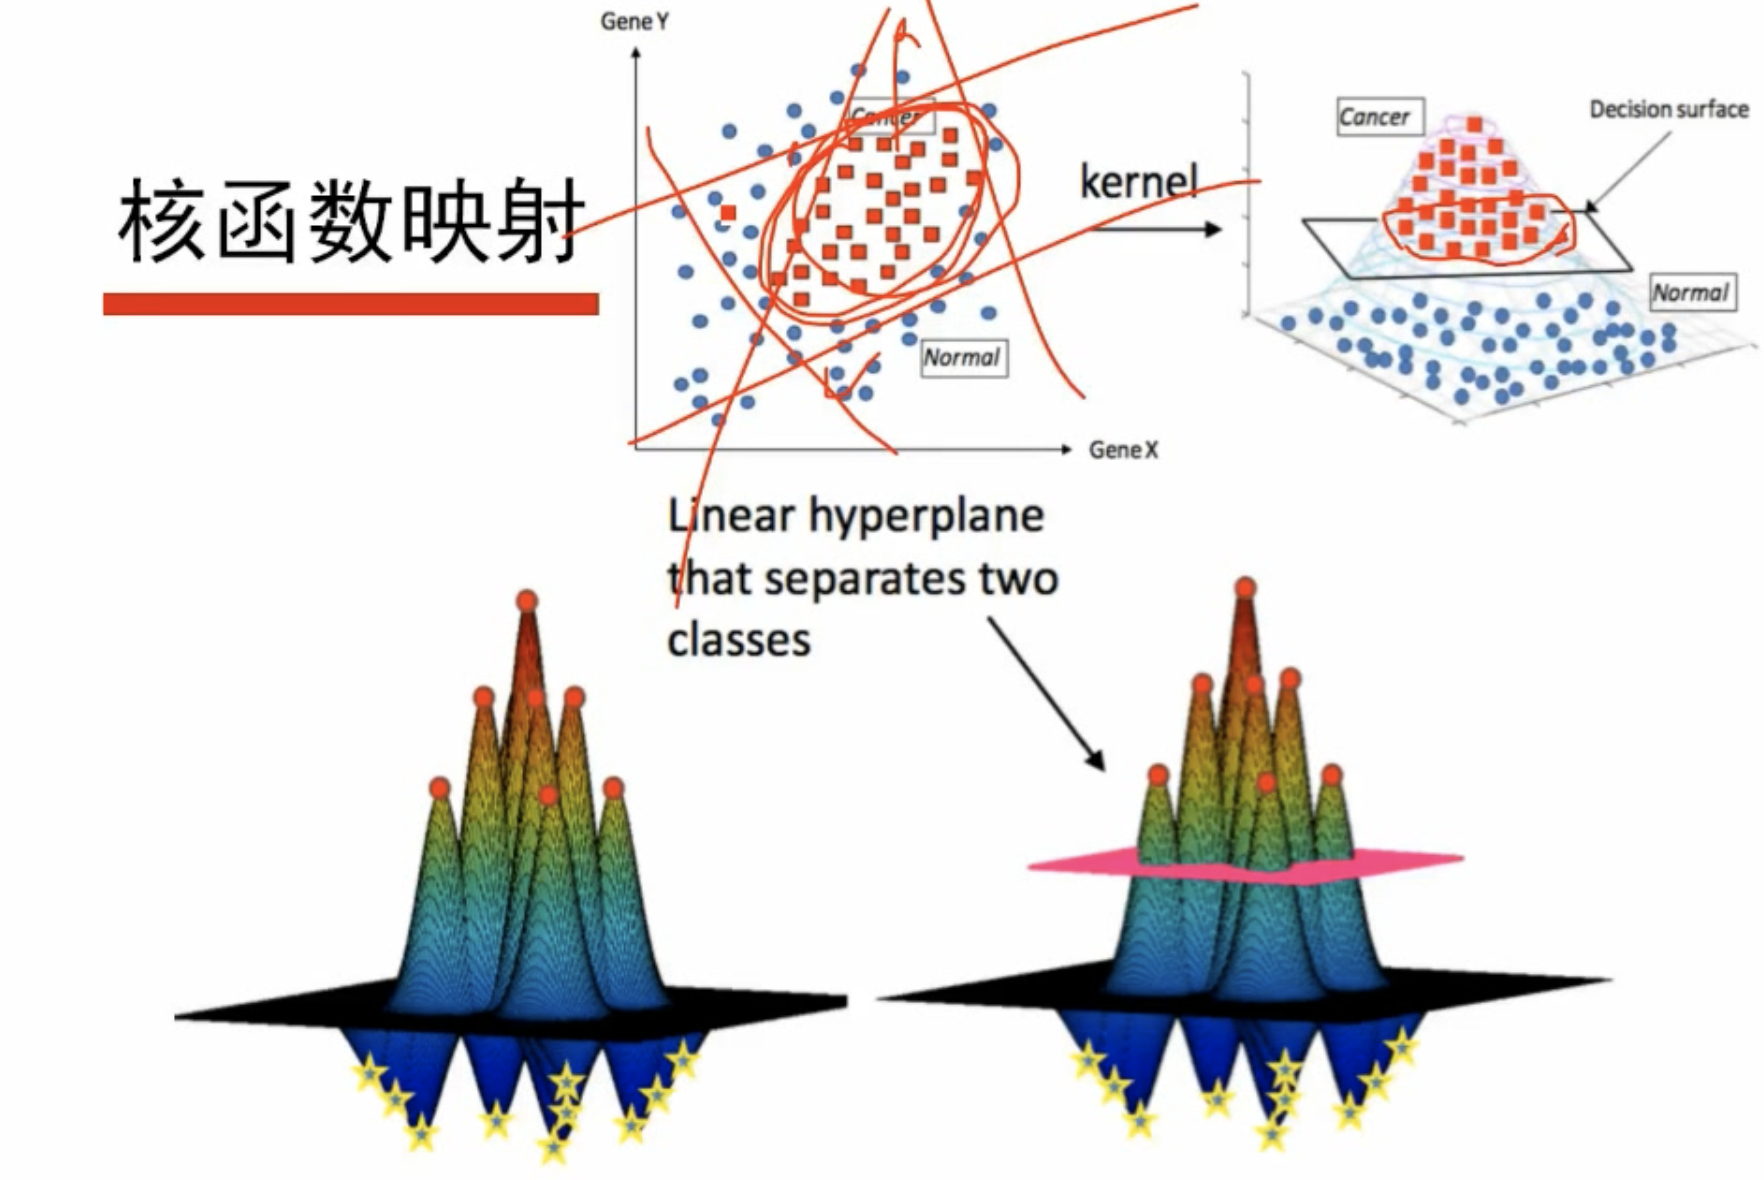 核函数映射
Gene Y
Cancer
Normal
Gene X
kernel
Cancer
Decision surface
Normal
Linear hyperplane
that separates two
classes